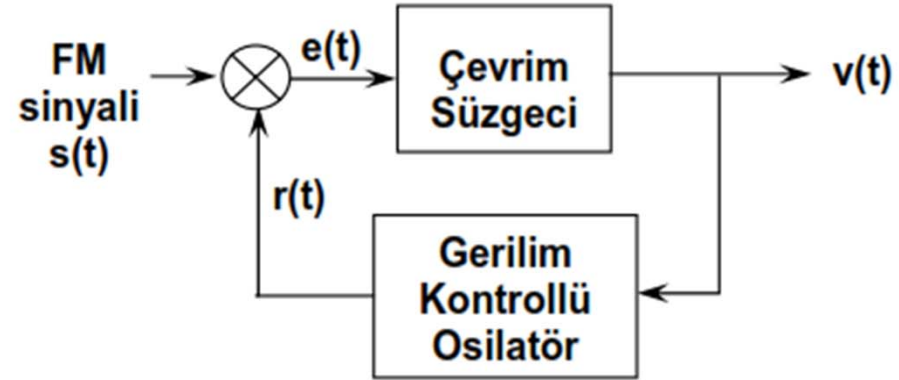 FM
sinyali
s(t)
e(t)
Çevrim
Süzgeci
v(t)
r(t)
Gerilim
Kontrollü
Osilatör